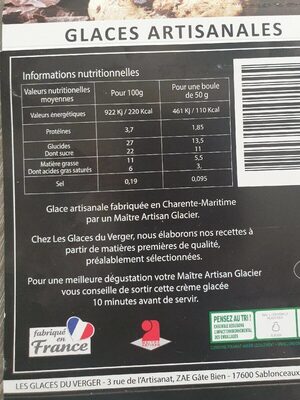 GLACES ARTISANALES
Informations nutritionnelles
Valeurs nutritionnelles moyennes Pour 100g Pour une boule de 50 g
Valeurs énergétiques 922 Kj / 220 Kcal 461 Kj / 110 Kcal
Protéines 3,7 1,85
Glucides 27 13,5
Dont sucre 22 11
Matière grasse 11 5,5
Dont acides gras saturés 6 3,
Sel 0,19 0,095
Glace artisanale fabriquée en Charente-Maritime
par un Maître Artisan Glacier.
Chez Les Glaces du Verger, nous élaborons nos recettes à
partir de matières premières de qualité,
préalablement sélectionnées.
Pour une meilleure dégustation votre Maître Artisan Glacier
vous conseille de sortir cette crème glacée
10 minutes avant de servir.
fabriqué
en
France
PENSEZ AU TRI !
LES GLACES DU VERGER - 3 rue de l'Artisanat, ZAE Gâte Bien - 17600 Sablonceaux